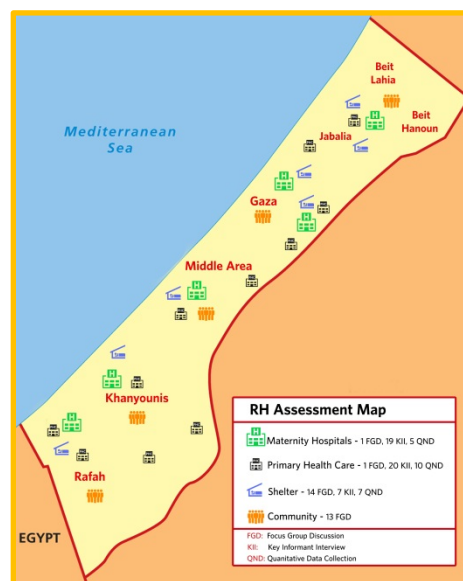 Beit
Lahia
Beit
Hanoun
Jabalia
Mediterranean
Sea
Gaza
Middle Area
Khanyounis
Rafah
EGYPT
RH Assessment Map
Maternity Hospitals - 1 FGD, 19 KII, 5 QND
Primary Health Care - 1 FGD, 20 KII, 10 QND
Shelter - 14 FGD, 7 KII, 7 QND
Community - 13 FGD
FGD: Focus Group Discussion
KII: Key Informant Interview
QND: Quanitative Data Collection